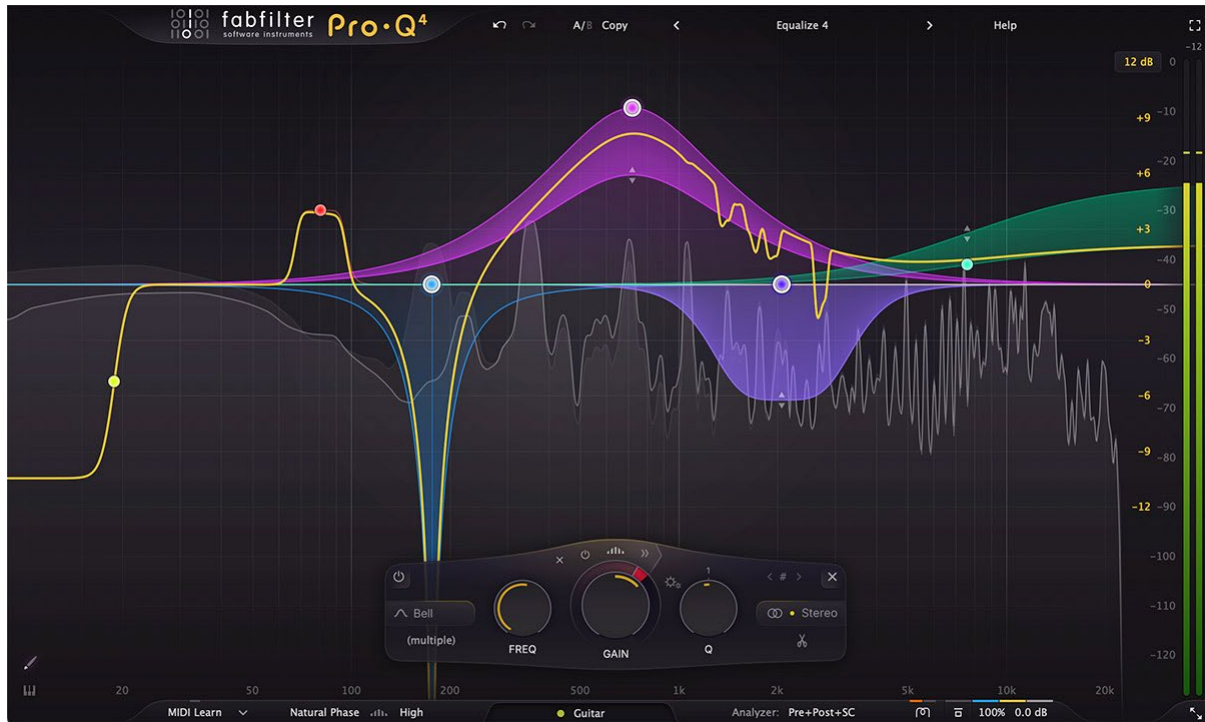 fabfilter
software instruments
Pro·Q4
A/B Copy
Equalize 4
Help
-12
12 dB 0
+9 -10
-20
+6
-30
+3
-40
0
-50
-3
-60
-6
-70
-9 -80
-12 -90
-100
-110
-120
1
< # >
Bell
Stereo
(multiple)
FREQ
GAIN
Q
20 50 100 200 500 1k 2k 5k 10k 20k
MIDI Learn Natural Phase High Guitar Analyzer: Pre+Post+SC 100% 0.0 dB